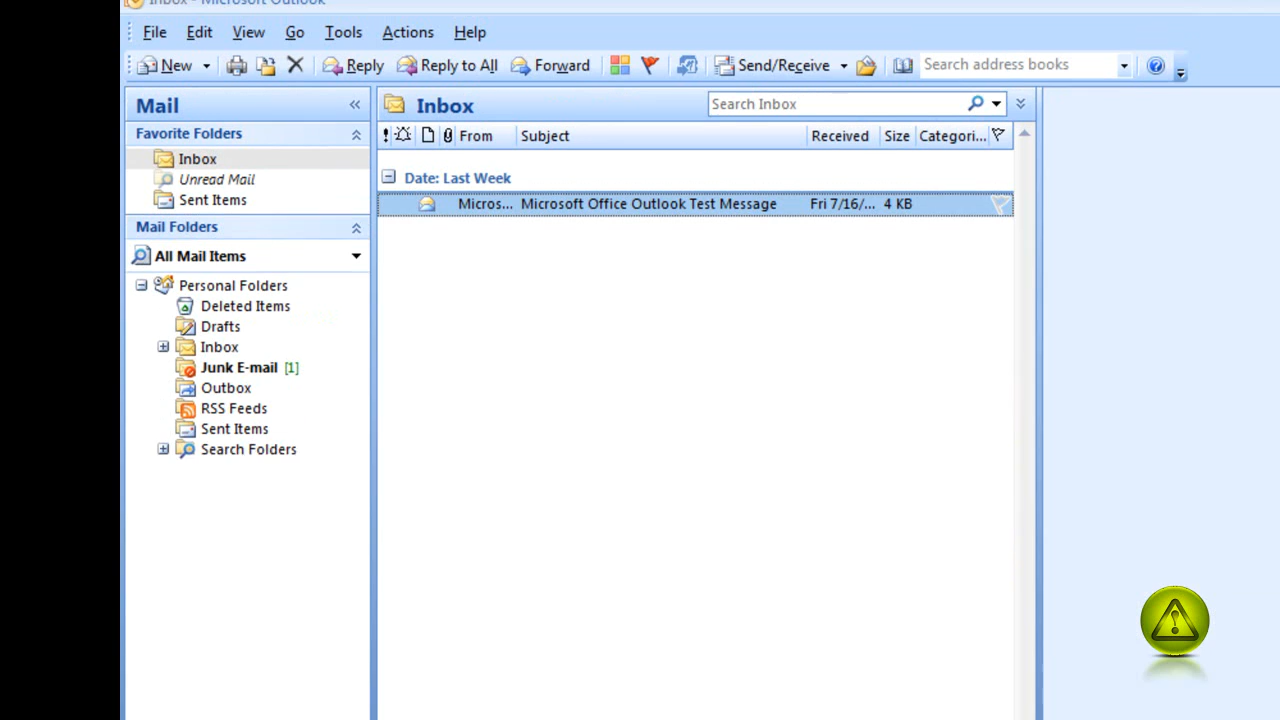 Inbox - Microsoft Outlook
File Edit View Go Tools Actions Help
New Reply Reply to All Forward Send/Receive Search address books
Mail
Favorite Folders
Inbox
Unread Mail
Sent Items
Mail Folders
All Mail Items
Personal Folders
Deleted Items
Drafts
Inbox
Junk E-mail [1]
Outbox
RSS Feeds
Sent Items
Search Folders
Inbox Search Inbox
From Subject Received Size Categori...
Date: Last Week
Micros... Microsoft Office Outlook Test Message Fri 7/16/... 4 KB